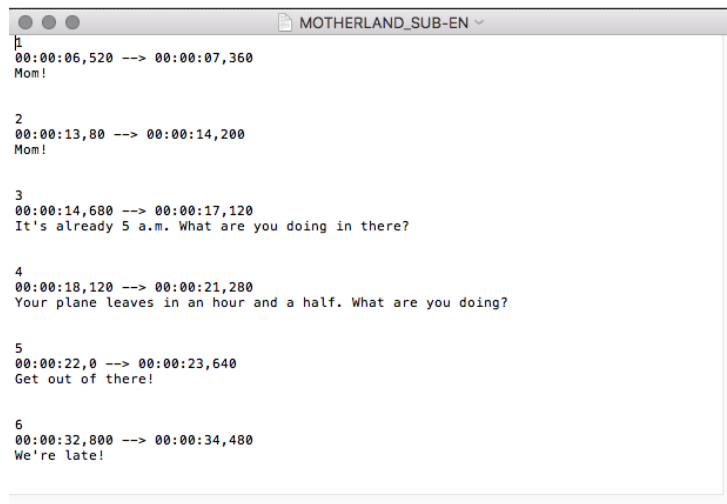 MOTHERLAND_SUB-EN
1
00:00:06,520 --> 00:00:07,360
Mom!
2
00:00:13,80 --> 00:00:14,200
Mom!
3
00:00:14,680 --> 00:00:17,120
It's already 5 a.m. What are you doing in there?
4
00:00:18,120 --> 00:00:21,280
Your plane leaves in an hour and a half. What are you doing?
5
00:00:22,0 --> 00:00:23,640
Get out of there!
6
00:00:32,800 --> 00:00:34,480
We're late!